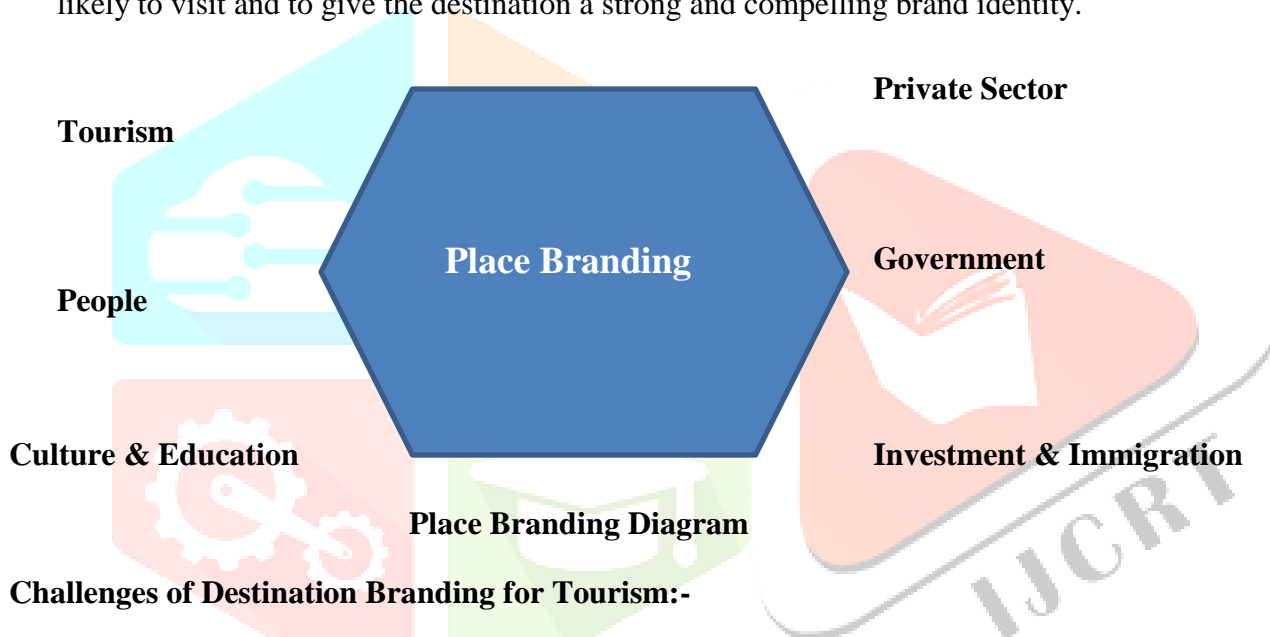 likely to visit and to give the destination a strong and compelling brand identity.
Private Sector
Tourism
Place Branding
Government
People
Culture & Education
Investment & Immigration
Place Branding Diagram
Challenges of Destination Branding for Tourism:-
IJCRT